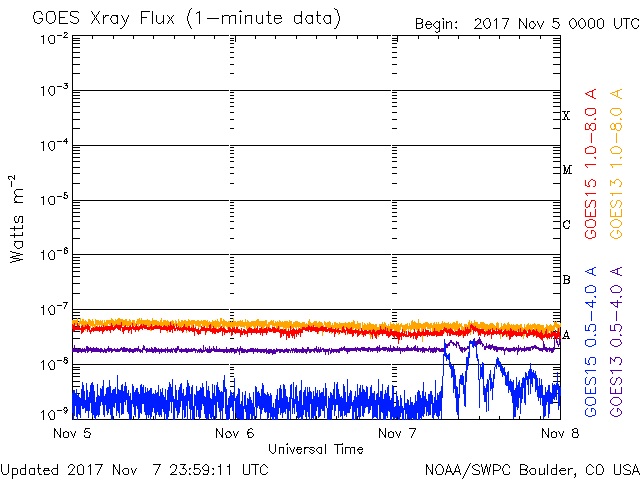 GOES Xray Flux (1-minute data)
Begin: 2017 Nov 5 0000 UTC
10⁻²
10⁻³
10⁻⁴
10⁻⁵
10⁻⁶
10⁻⁷
10⁻⁸
10⁻⁹
Watts m⁻²
X
M
C
B
A
GOES15 1.0-8.0 A
GOES13 1.0-8.0 A
GOES15 0.5-4.0 A
GOES13 0.5-4.0 A
Nov 5
Nov 6
Nov 7
Nov 8
Universal Time
Updated 2017 Nov 7 23:59:11 UTC
NOAA/SWPC Boulder, CO USA